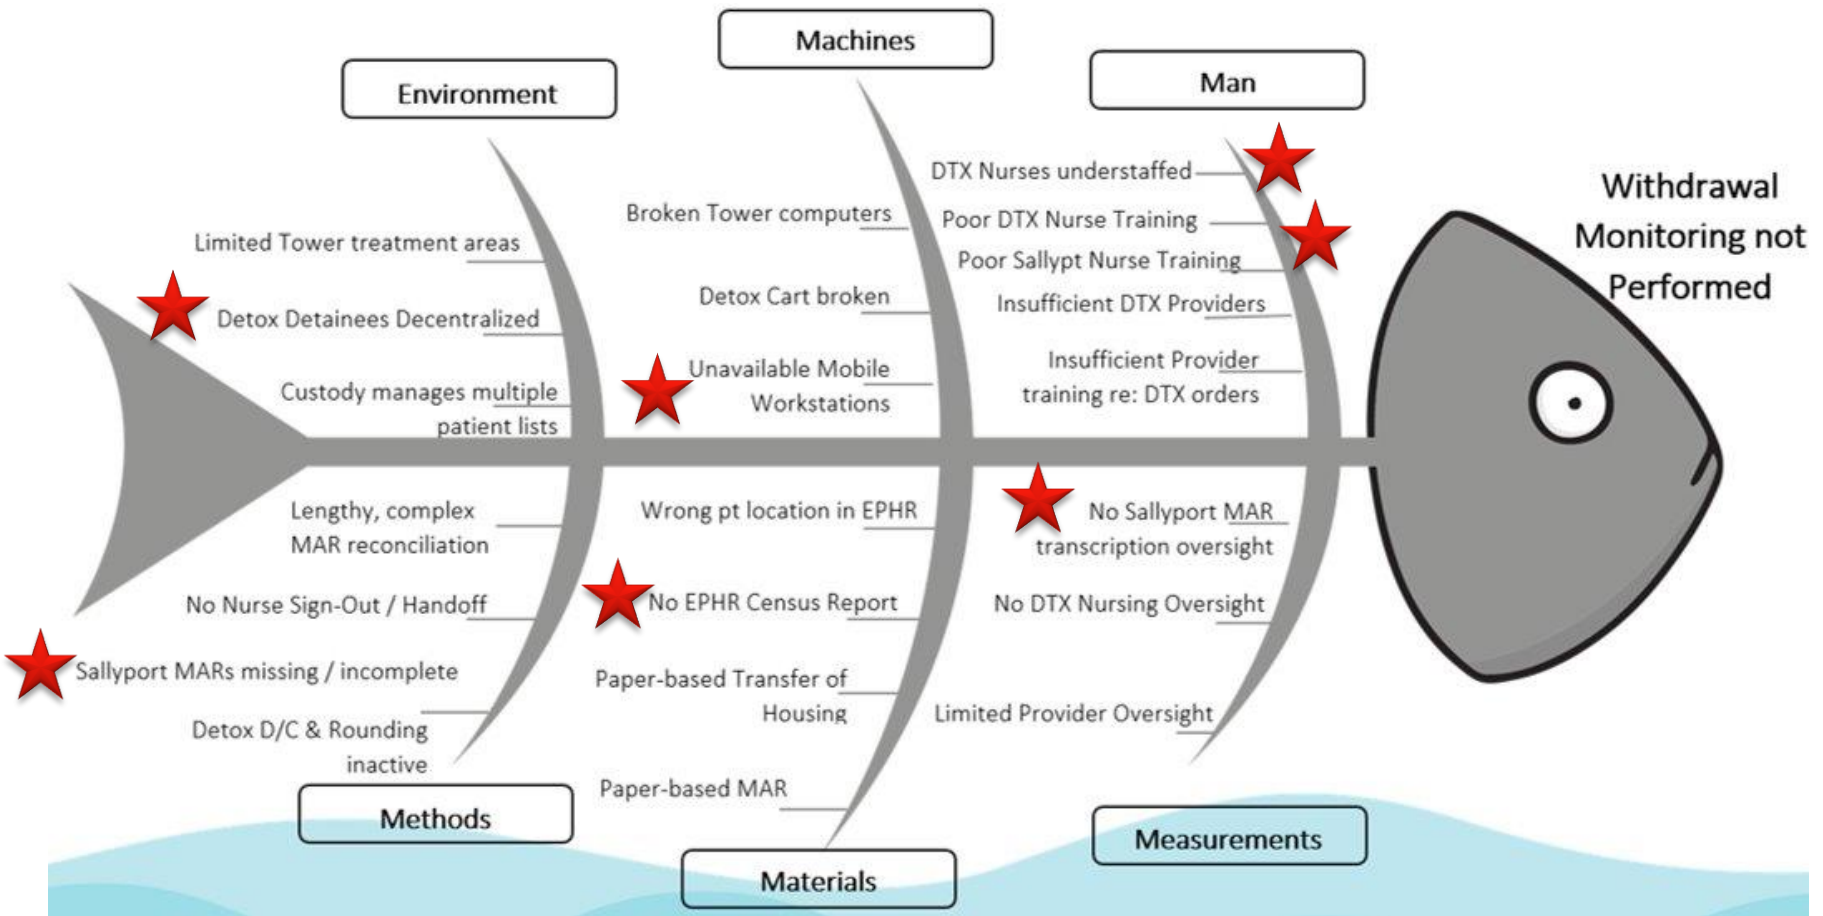 Machines
Environment
Man
DTX Nurses understaffed
Broken Tower computers
Poor DTX Nurse Training
Limited Tower treatment areas
Poor Sallypt Nurse Training
Detox Cart broken
Insufficient DTX Providers
Detox Detainees Decentralized
Unavailable Mobile
Workstations
Insufficient Provider
training re: DTX orders
Custody manages multiple
patient lists
Withdrawal
Monitoring not
Performed
Lengthy, complex
MAR reconciliation
Wrong pt location in EPHR
No Sallyport MAR
transcription oversight
No Nurse Sign-Out / Handoff
No EPHR Census Report
No DTX Nursing Oversight
Sallyport MARs missing / incomplete
Paper-based Transfer of
Housing
Limited Provider Oversight
Detox D/C & Rounding
inactive
Paper-based MAR
Methods
Measurements
Materials